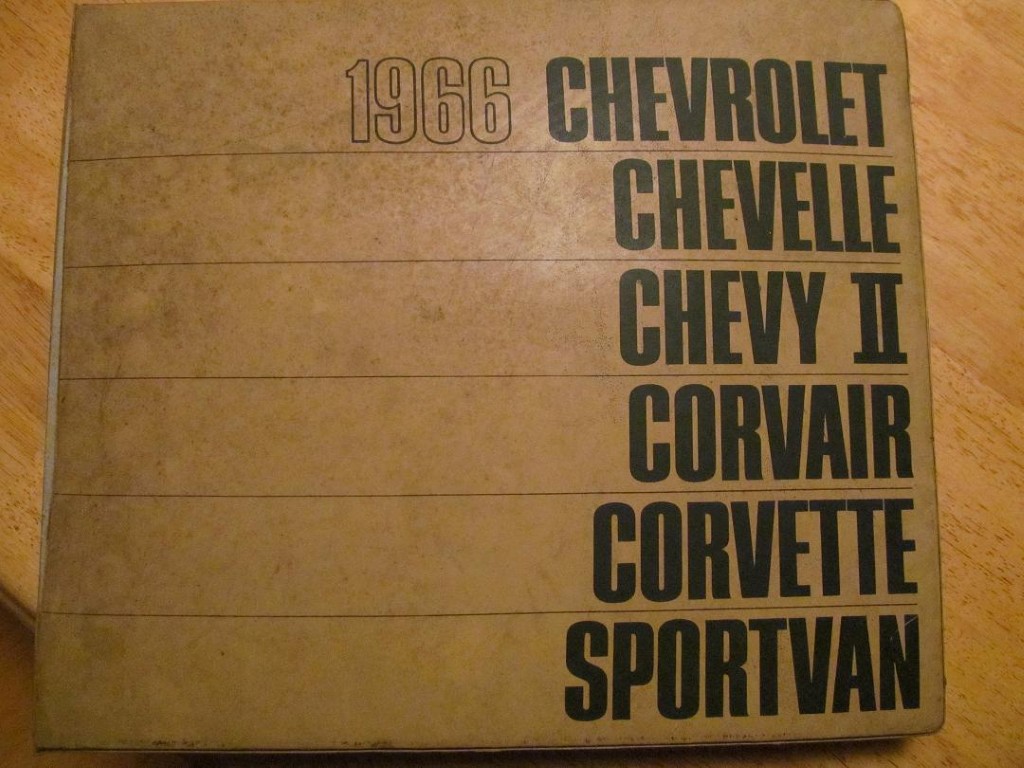 1966 CHEVROLET
CHEVELLE
CHEVY II
CORVAIR
CORVETTE
SPORTVAN